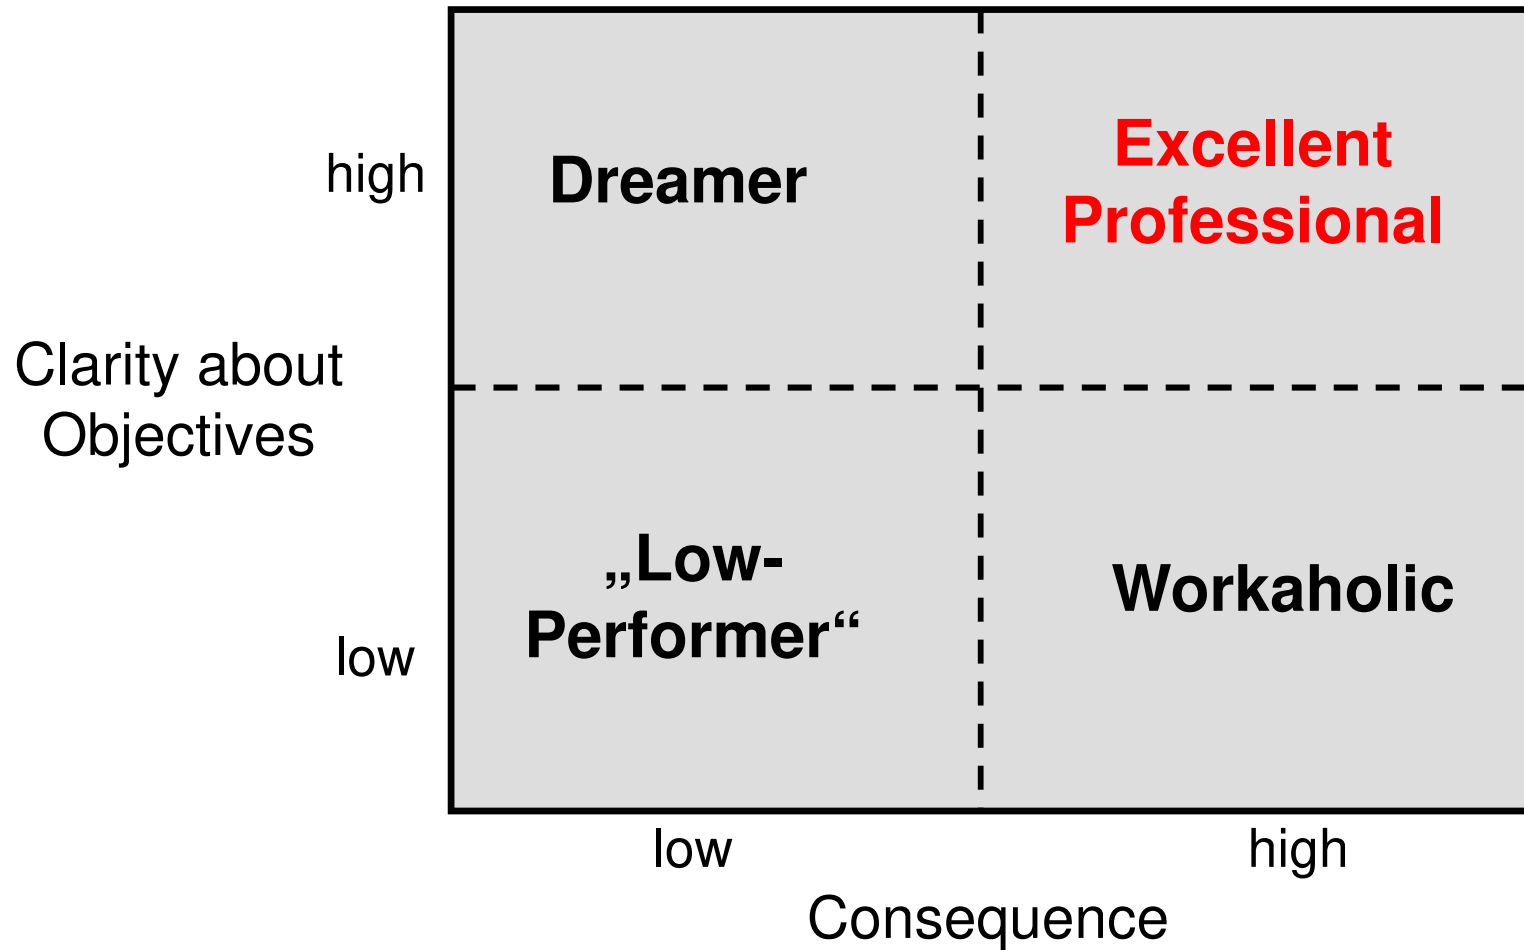 high
Dreamer
Excellent
Professional
Clarity about
Objectives
low
„Low-
Performer“
Workaholic
low
high
Consequence